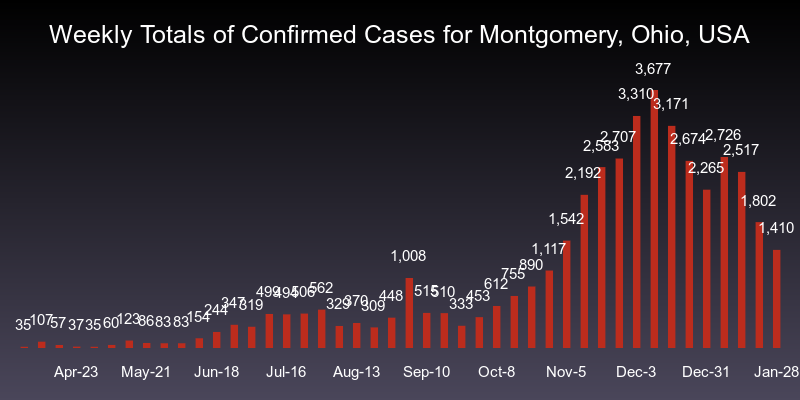 Weekly Totals of Confirmed Cases for Montgomery, Ohio, USA
35 107 57 37 35 60 123 86 83 83 154 244 347 319 499 494 506 562 329 370 309 448 1,008 515 510 333 453 612 755 890 1,117 1,542 2,192 2,583 2,707 3,310 3,677 3,171 2,674 2,265 2,726 2,517 1,802 1,410
Apr-23 May-21 Jun-18 Jul-16 Aug-13 Sep-10 Oct-8 Nov-5 Dec-3 Dec-31 Jan-28